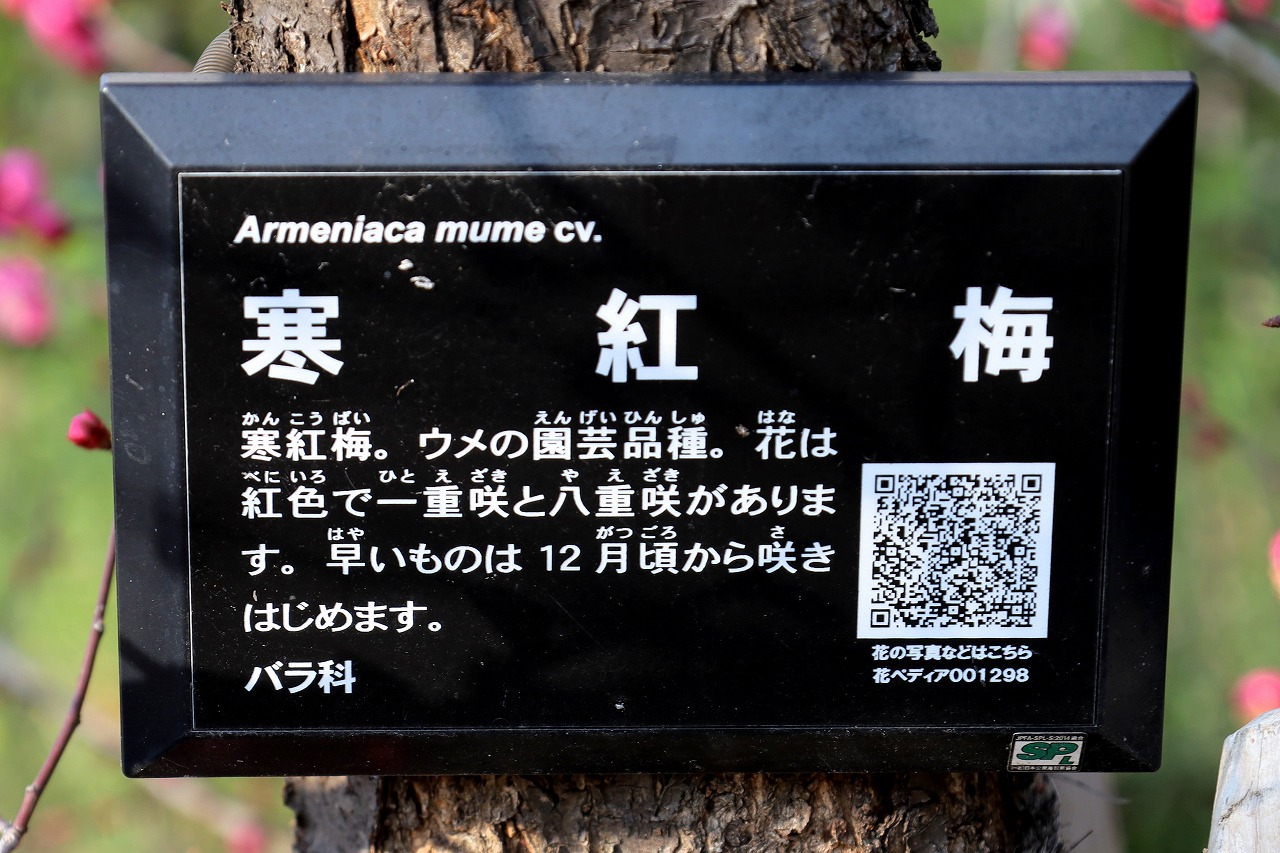 Armeniaca mume cv.
寒紅梅
かん こう ばい えん げい ひん しゅ はな
寒紅梅。ウメの園芸品種。花は
べに いろ ひと え ざき や え ざき
紅色で一重咲と八重咲がありま
はや がつ ごろ さ
す。早いものは 12 月頃から咲き
はじめます。
バラ科
花の写真などはこちら
花ペディア001298
JPFA-SPL-S:2014
SPL